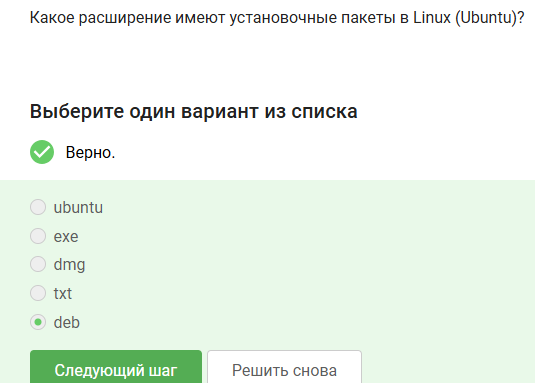 Какое расширение имеют установочные пакеты в Linux (Ubuntu)?
Выберите один вариант из списка
Верно.
ubuntu
exe
dmg
txt
deb
Следующий шаг
Решить снова